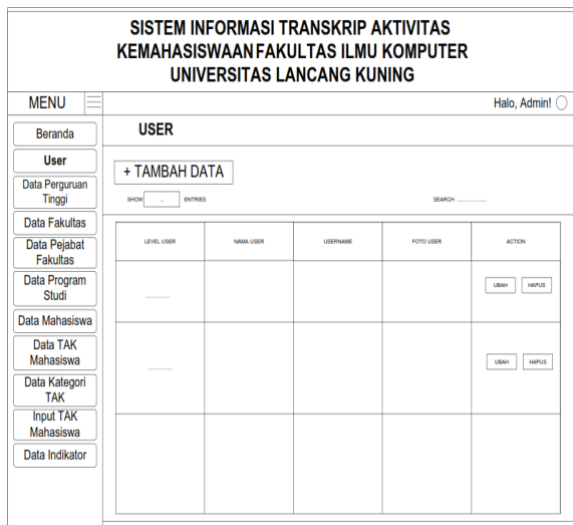 SISTEM INFORMASI TRANSKRIP AKTIVITAS
KEMAHASISWAAN FAKULTAS ILMU KOMPUTER
UNIVERSITAS LANCANG KUNING
MENU
Halo, Admin!
Beranda
User
Data Perguruan
Tinggi
Data Fakultas
Data Pejabat
Fakultas
Data Program
Studi
Data Mahasiswa
Data TAK
Mahasiswa
Data Kategori
TAK
Input TAK
Mahasiswa
Data Indikator
USER
+ TAMBAH DATA
SHOW ... ENTRIES
SEARCH ................
LEVEL USER NAMA USER USERNAME FOTO USER ACTION
............. UBAH HAPUS
............. UBAH HAPUS